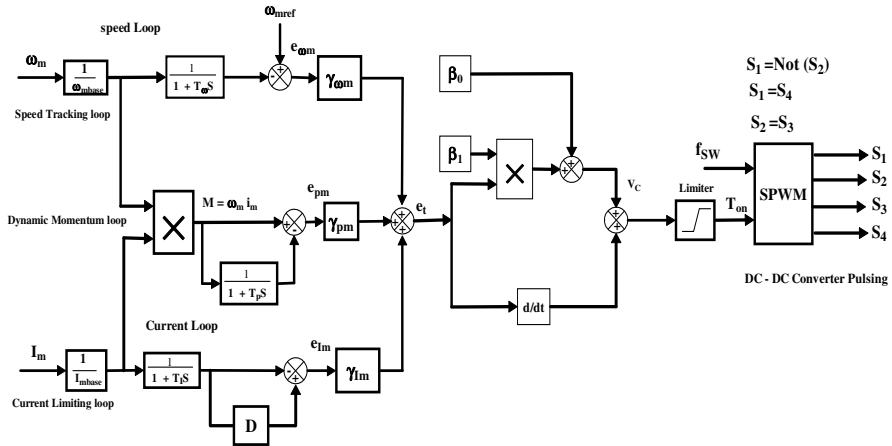 speed Loop
ωmref
ωm
1
ωmbase
1
1 + TωS
-
+
eωm
γωm
Speed Tracking loop
β0
β1
×
+
+
S1 =Not (S2)
S1 =S4
S2 =S3
fSW
SPWM
S1
S2
S3
S4
Dynamic Momentum loop
×
M = ωm im
1
1 + TPS
+
-
epm
γpm
+
+
+
et
VC
+
+
Limiter
Ton
d/dt
DC - DC Converter Pulsing
Current Loop
Im
1
Imbase
1
1 + TIS
D
-
+
eIm
γIm
Current Limiting loop